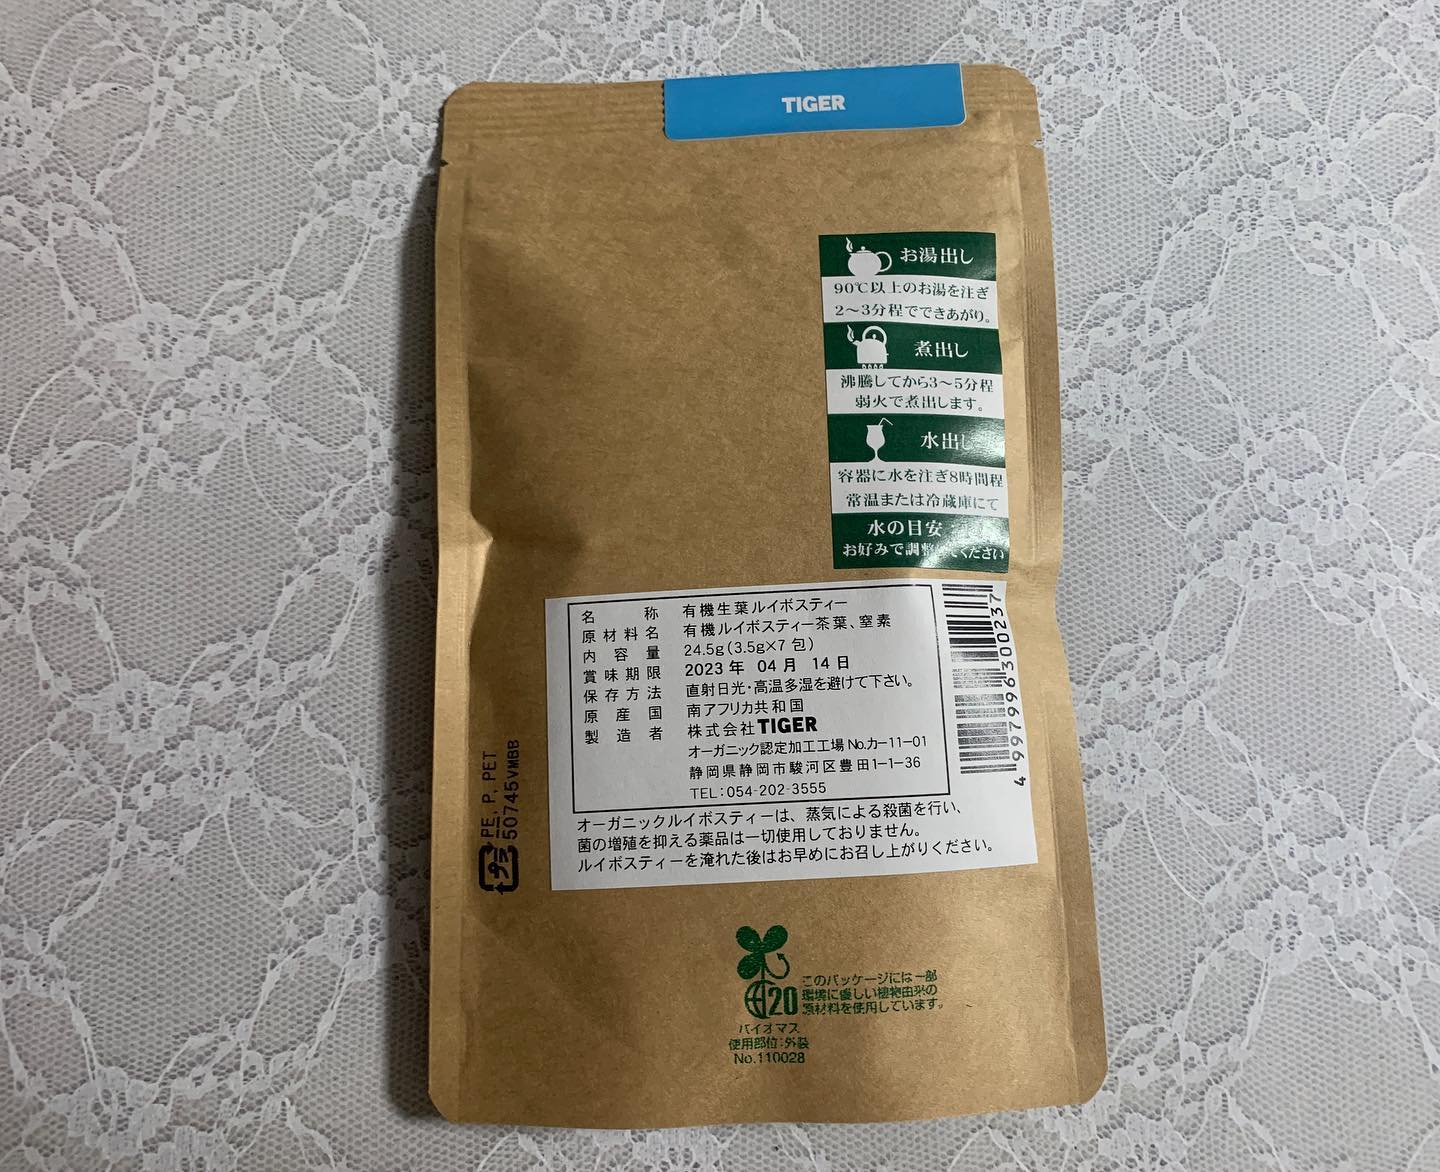 TIGER
お湯出し
90℃以上のお湯を注ぎ
2〜3分程でできあがり。
煮出し
沸騰してから3〜5分程
弱火で煮出します。
水出し
容器に水を注ぎ8時間程
常温または冷蔵庫にて
水の目安
お好みで調整してください
名称 有機生葉ルイボスティー
原材料名 有機ルイボスティー茶葉、窒素
内容量 24.5g(3.5g×7包)
賞味期限 2023年 04月 14日
保存方法 直射日光・高温多湿を避けて下さい。
原産国 南アフリカ共和国
製造者 株式会社TIGER
オーガニック認定加工工場No.カー11-01
静岡県静岡市駿河区豊田1-1-36
TEL:054-202-3555
オーガニックルイボスティーは、蒸気による殺菌を行い、
菌の増殖を抑える薬品は一切使用しておりません。
ルイボスティーを淹れた後はお早めにお召し上がりください。
4997996300237
プラ
PE, P, PET
50745VMBB
20
このパッケージには一部
環境に優しい植物由来の
原材料を使用しています。
バイオマス
使用部位:外装
No.110028